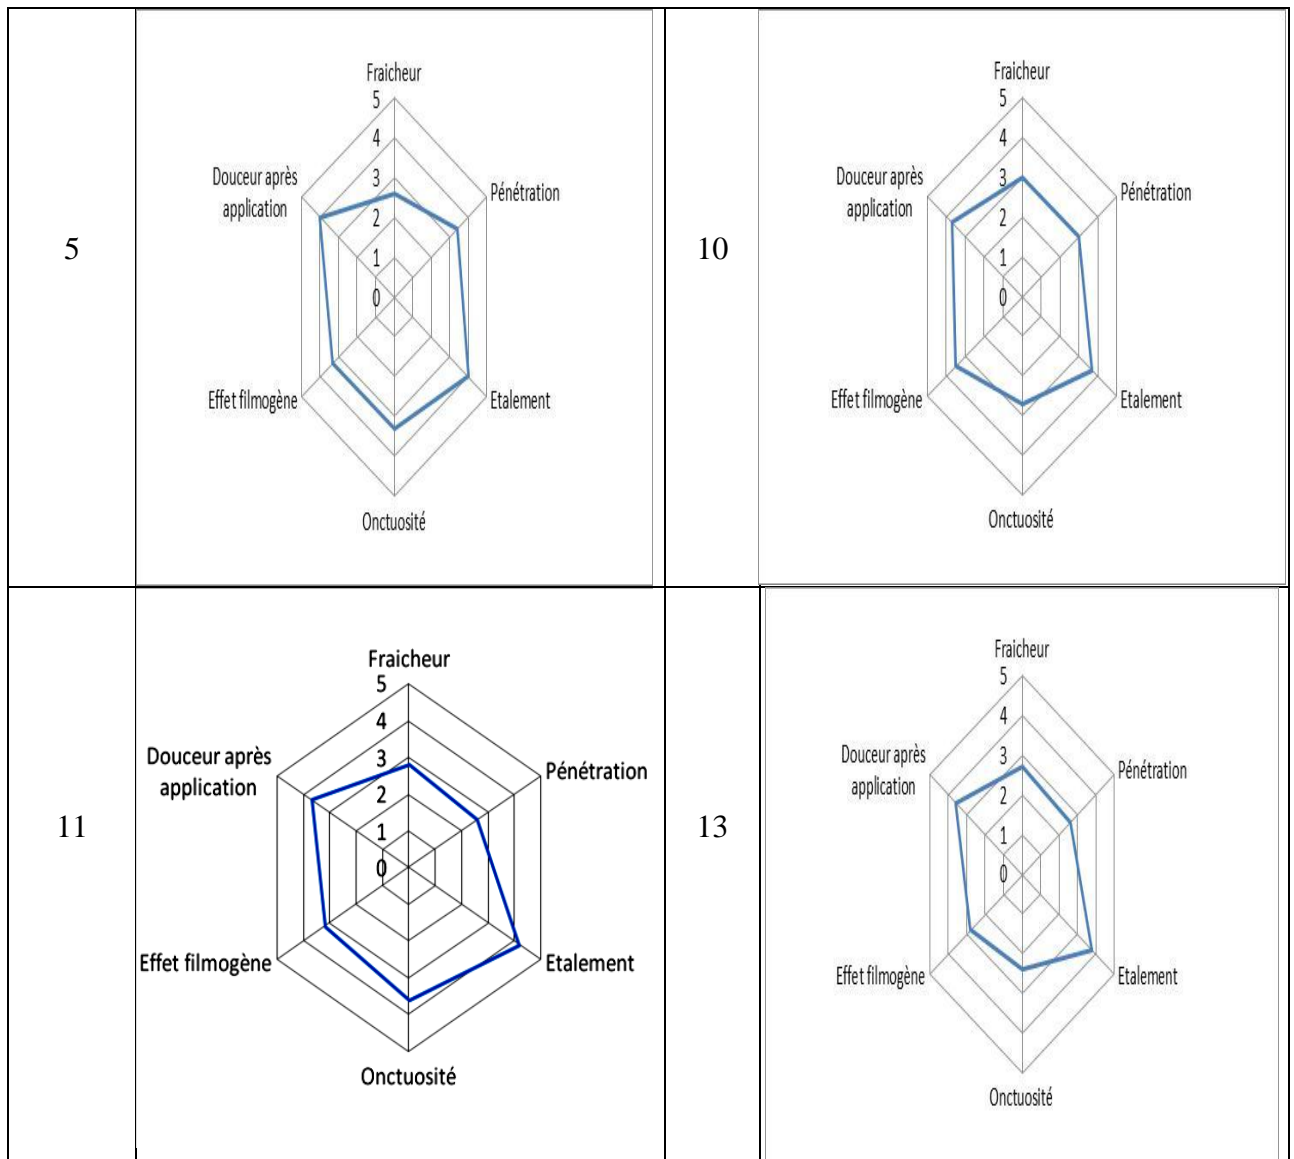 5
Fraicheur
5
4
3
2
1
0
Pénétration
Etalement
Onctuosité
Effet filmogène
Douceur après
application
10
Fraicheur
5
4
3
2
1
0
Pénétration
Etalement
Onctuosité
Effet filmogène
Douceur après
application
11
Fraicheur
5
4
3
2
1
0
Pénétration
Etalement
Onctuosité
Effet filmogène
Douceur après
application
13
Fraicheur
5
4
3
2
1
0
Pénétration
Etalement
Onctuosité
Effet filmogène
Douceur après
application